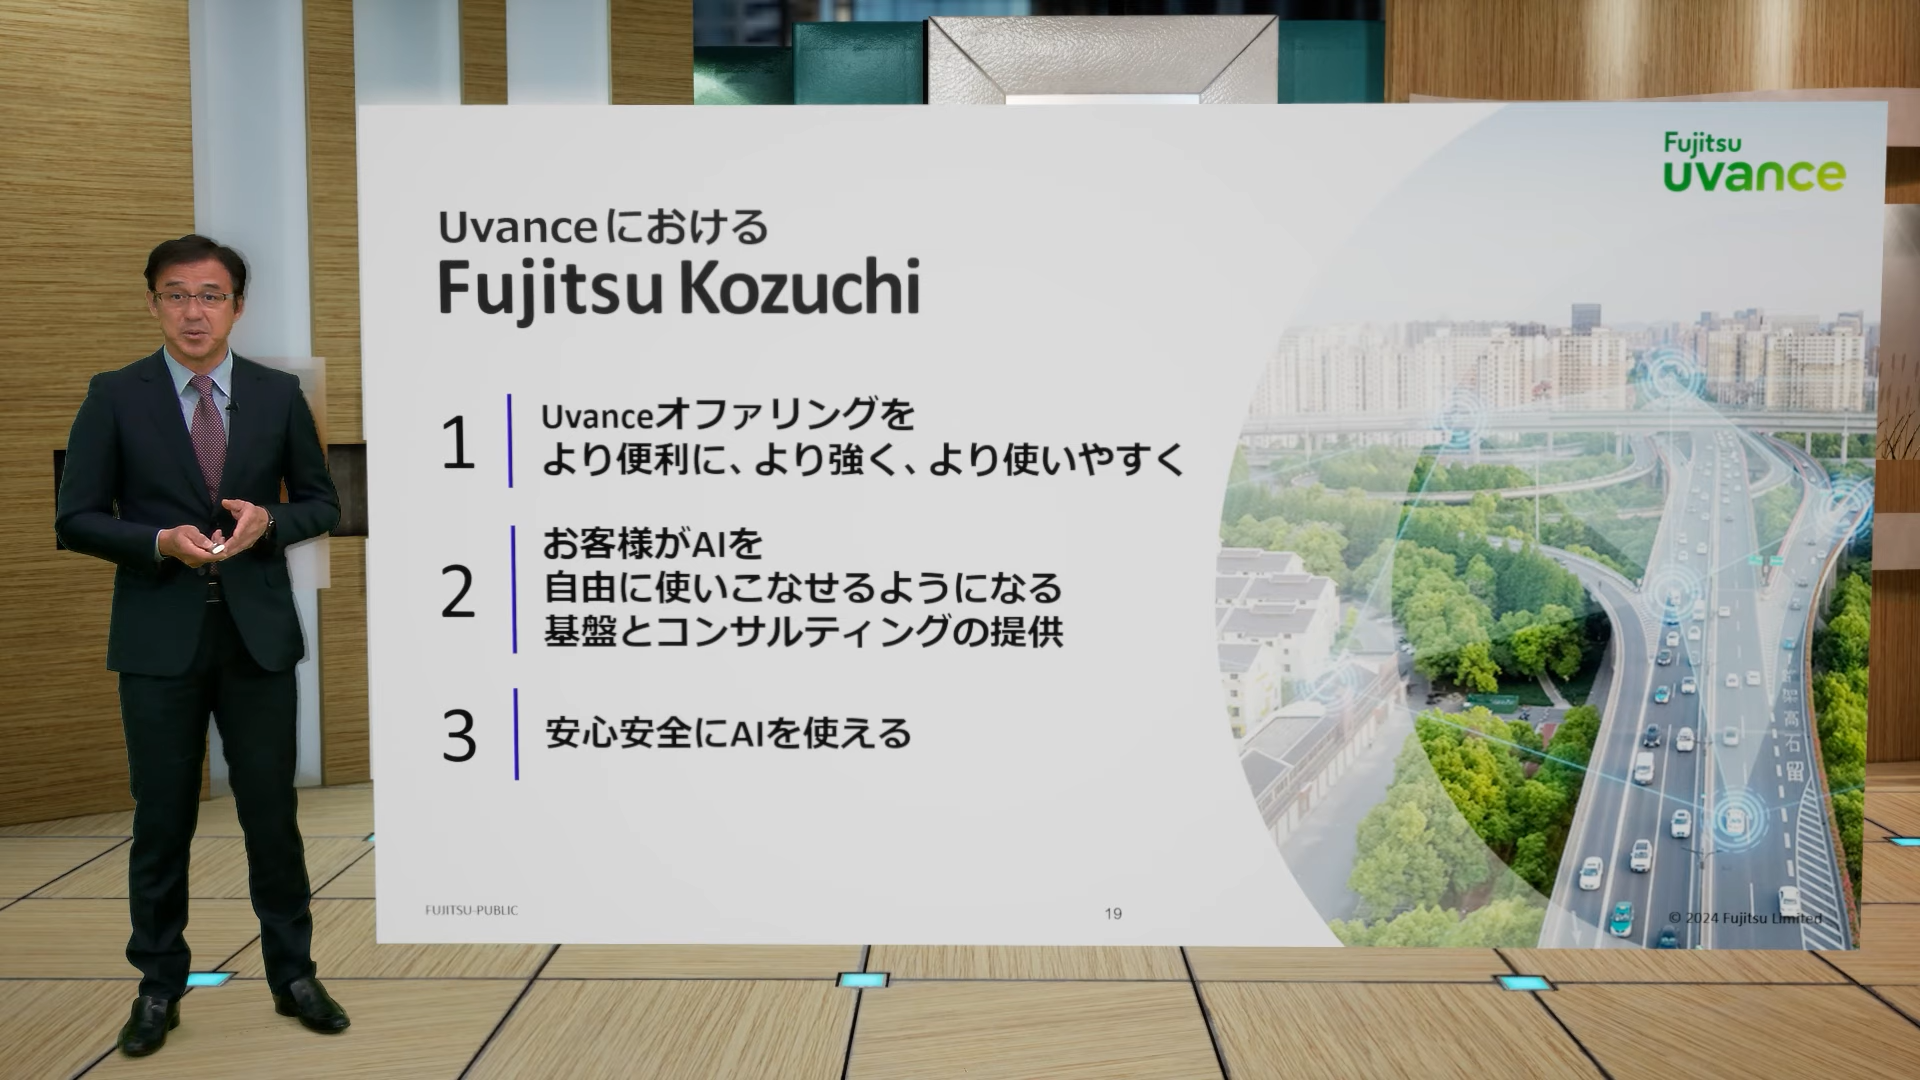 Fujitsu
uvance
Uvanceにおける
Fujitsu Kozuchi
1
Uvanceオファリングを
より便利に、より強く、より使いやすく
2
お客様がAIを
自由に使いこなせるようになる
基盤とコンサルティングの提供
3
安心安全にAIを使える
FUJITSU-PUBLIC
19
© 2024 Fujitsu Limited